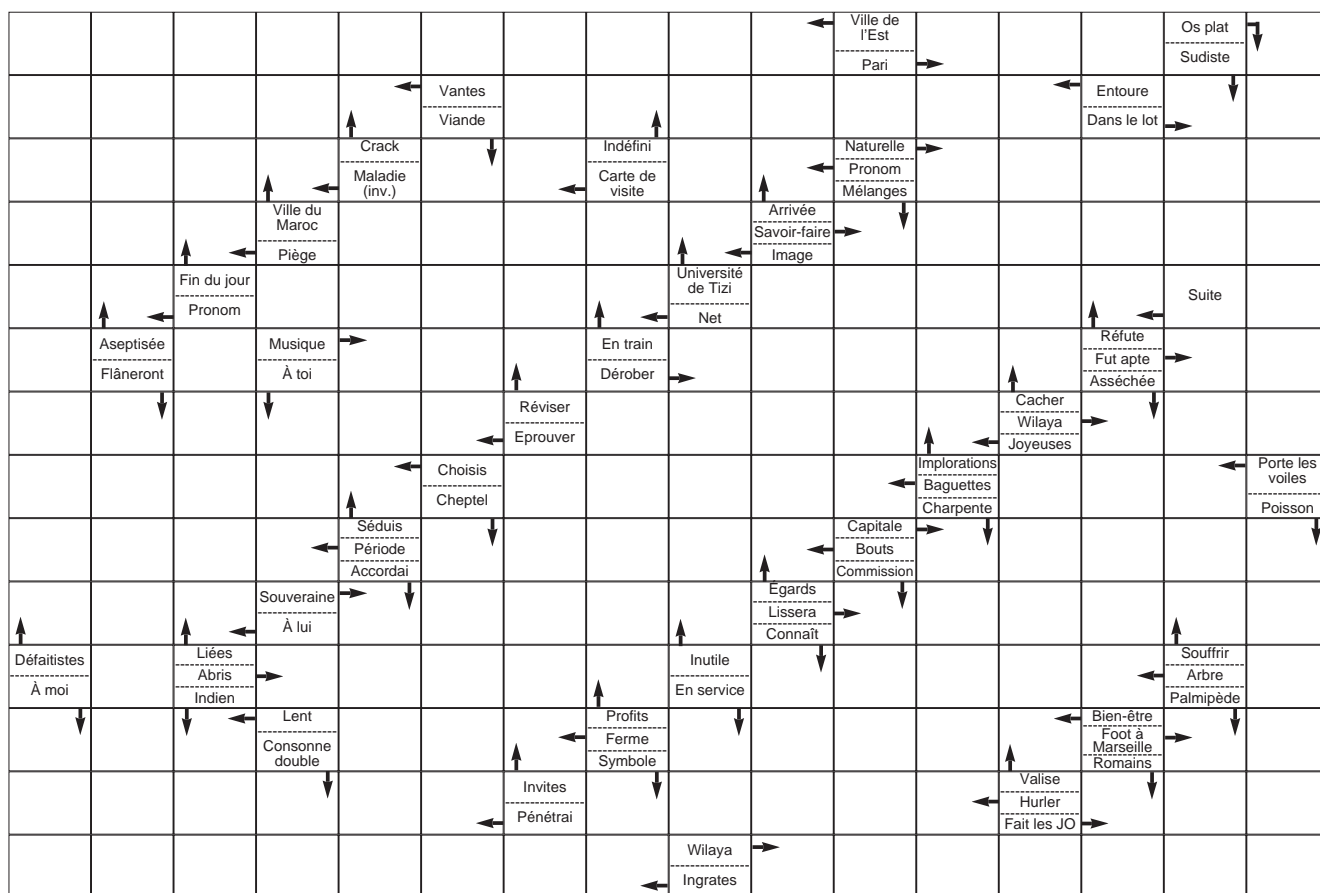 Ville de
l'Est
Pari
Os plat
Sudiste
Vantes
Viande
Entoure
Dans le lot
Crack
Maladie
(inv.)
Indéfini
Carte de
visite
Naturelle
Pronom
Mélanges
Ville du
Maroc
Piège
Arrivée
Savoir-faire
Image
Fin du jour
Pronom
Université
de Tizi
Net
Suite
Aseptisée
Flâneront
Musique
À toi
En train
Dérober
Réfute
Fut apte
Asséchée
Réviser
Eprouver
Cacher
Wilaya
Joyeuses
Choisis
Cheptel
Implorations
Baguettes
Charpente
Porte les
voiles
Poisson
Séduis
Période
Accordai
Capitale
Bouts
Commission
Souveraine
À lui
Égards
Lissera
Connaît
Défaitistes
À moi
Liées
Abris
Indien
Inutile
En service
Souffrir
Arbre
Palmipède
Lent
Consonne
double
Profits
Ferme
Symbole
Bien-être
Foot à
Marseille
Romains
Invites
Pénétrai
Valise
Hurler
Fait les JO
Wilaya
Ingrates